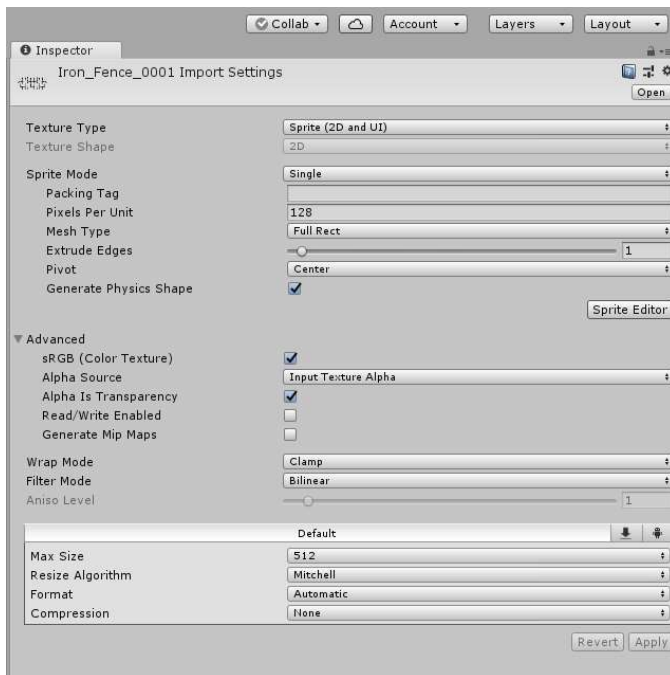 Collab
Account
Layers
Layout
Inspector
Iron_Fence_0001 Import Settings
Open
Texture Type Sprite (2D and UI)
Texture Shape 2D
Sprite Mode Single
Packing Tag
Pixels Per Unit 128
Mesh Type Full Rect
Extrude Edges 1
Pivot Center
Generate Physics Shape
Sprite Editor
Advanced
sRGB (Color Texture)
Alpha Source Input Texture Alpha
Alpha Is Transparency
Read/Write Enabled
Generate Mip Maps
Wrap Mode Clamp
Filter Mode Bilinear
Aniso Level 1
Default
Max Size 512
Resize Algorithm Mitchell
Format Automatic
Compression None
Revert Apply